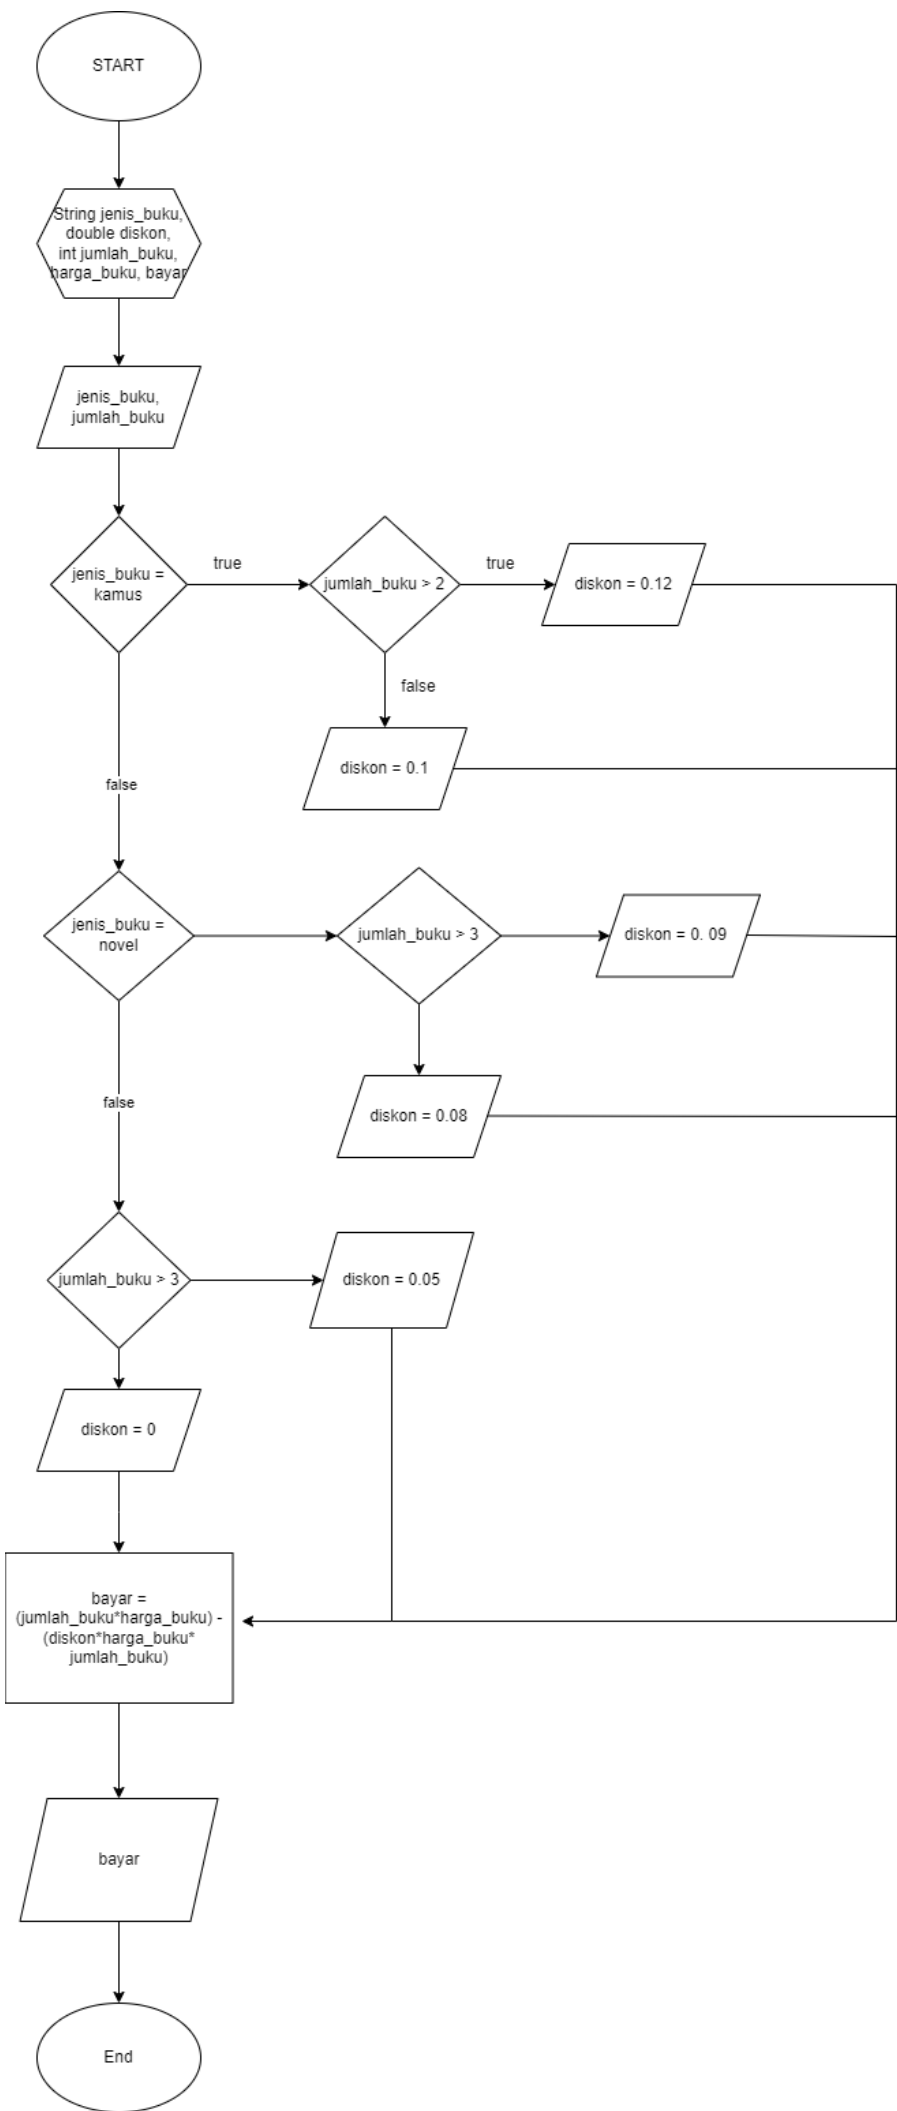 START
String jenis_buku,
double diskon,
int jumlah_buku,
harga_buku, bayar
jenis_buku,
jumlah_buku
jenis_buku =
kamus
true
jumlah_buku > 2
true
diskon = 0.12
false
diskon = 0.1
false
jenis_buku =
novel
jumlah_buku > 3
diskon = 0. 09
false
diskon = 0.08
jumlah_buku > 3
diskon = 0.05
diskon = 0
bayar =
(jumlah_buku*harga_buku) -
(diskon*harga_buku*
jumlah_buku)
bayar
End